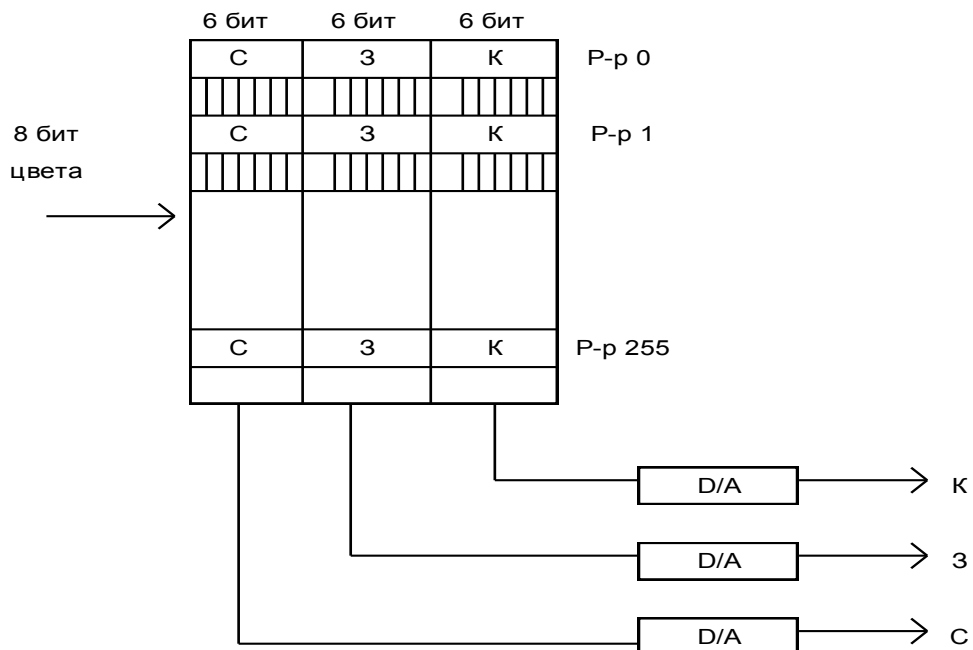 6 бит 6 бит 6 бит
С З К Р-р 0
8 бит
цвета
С З К Р-р 1
С З К Р-р 255
D/A К
D/A З
D/A С